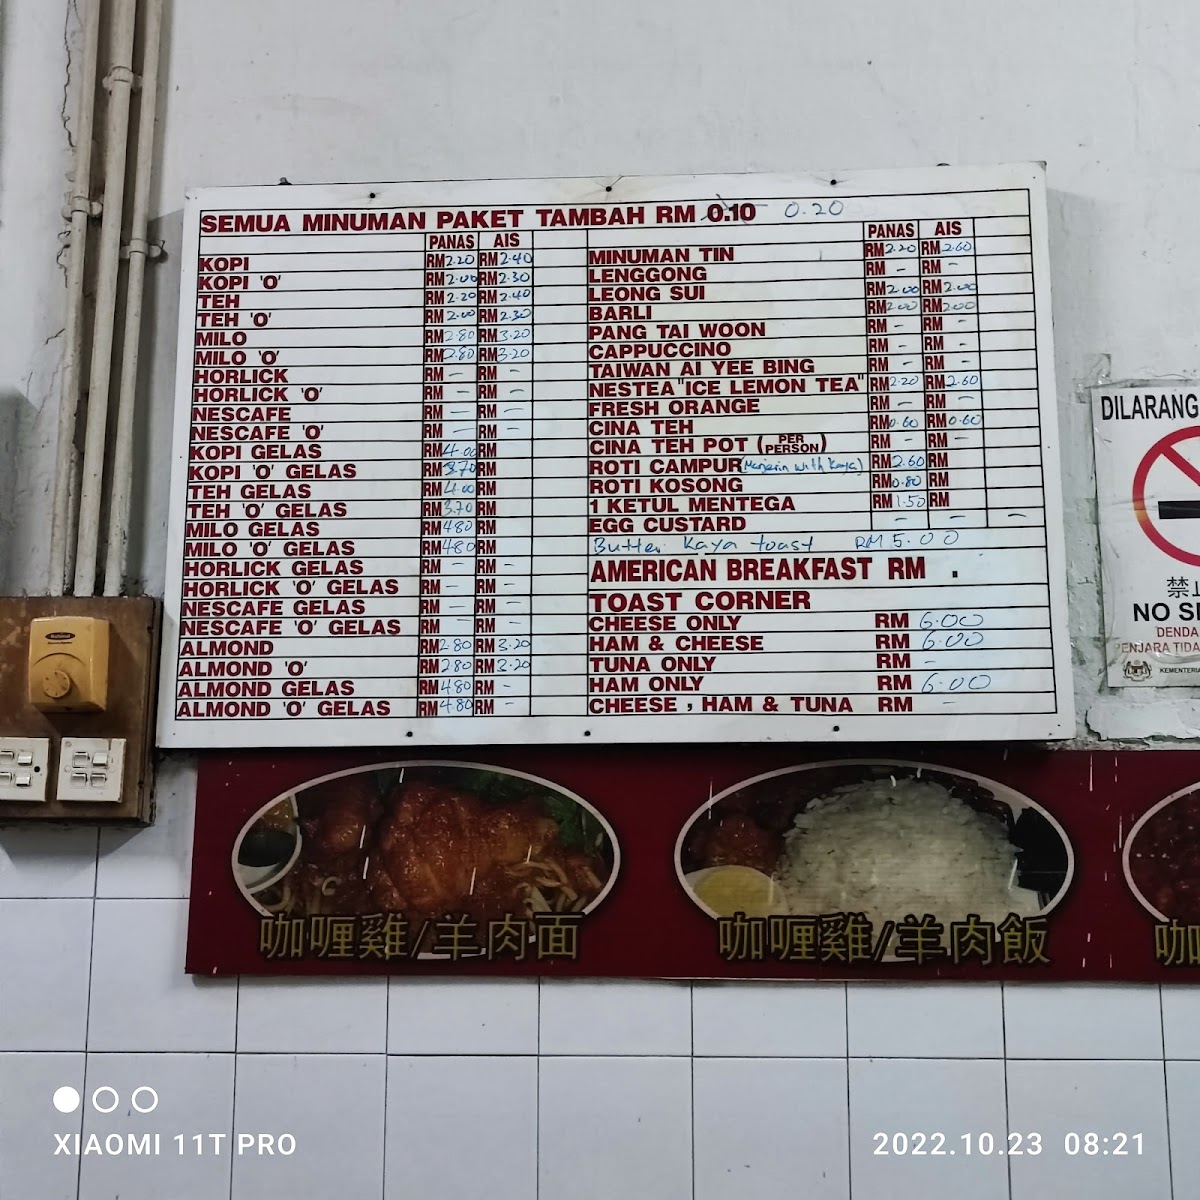 SEMUA MINUMAN PAKET TAMBAH RM 0.10 0.20
PANAS AIS
KOPI RM 2.20 RM 2.40
KOPI 'O' RM 2.00 RM 2.30
TEH RM 2.20 RM 2.40
TEH 'O' RM 2.00 RM 2.30
MILO RM 2.80 RM 3.20
MILO 'O' RM 2.80 RM 3.20
HORLICK RM - RM -
HORLICK 'O' RM - RM -
NESCAFE RM - RM -
NESCAFE 'O' RM - RM -
KOPI GELAS RM 4.00 RM
KOPI 'O' GELAS RM 3.70 RM
TEH GELAS RM 4.00 RM
TEH 'O' GELAS RM 3.70 RM
MILO GELAS RM 4.80 RM
MILO 'O' GELAS RM 4.80 RM -
HORLICK GELAS RM - RM -
HORLICK 'O' GELAS RM - RM -
NESCAFE GELAS RM - RM -
NESCAFE 'O' GELAS RM - RM -
ALMOND RM 2.80 RM 3.20
ALMOND 'O' RM 2.80 RM 3.20
ALMOND GELAS RM 4.80 RM -
ALMOND 'O' GELAS RM 4.80 RM -
PANAS AIS
MINUMAN TIN RM 2.20 RM 2.60
LENGGONG RM - RM -
LEONG SUI RM 2.00 RM 2.00
BARLI RM 2.00 RM 2.00
PANG TAI WOON RM - RM -
CAPPUCCINO RM - RM -
TAIWAN AI YEE BING RM - RM -
NESTEA "ICE LEMON TEA" RM 2.20 RM 2.60
FRESH ORANGE RM - RM -
CINA TEH RM 0.60 RM 0.60
CINA TEH POT (PER PERSON) RM - RM -
ROTI CAMPUR (Marjerin with Kaya) RM 2.60 RM
ROTI KOSONG RM 0.80 RM
1 KETUL MENTEGA RM 1.50 RM
EGG CUSTARD - - -
Butter Kaya toast RM 5.00
AMERICAN BREAKFAST RM .
TOAST CORNER
CHEESE ONLY RM 6.00
HAM & CHEESE RM 6.00
TUNA ONLY RM -
HAM ONLY RM 6.00
CHEESE , HAM & TUNA RM -
DILARANG
禁止
NO
DENDA
PENJARA TIDA
KEMENTERIA
National
咖喱雞/羊肉面
咖喱雞/羊肉飯
咖
XIAOMI 11T PRO
2022.10.23 08:21